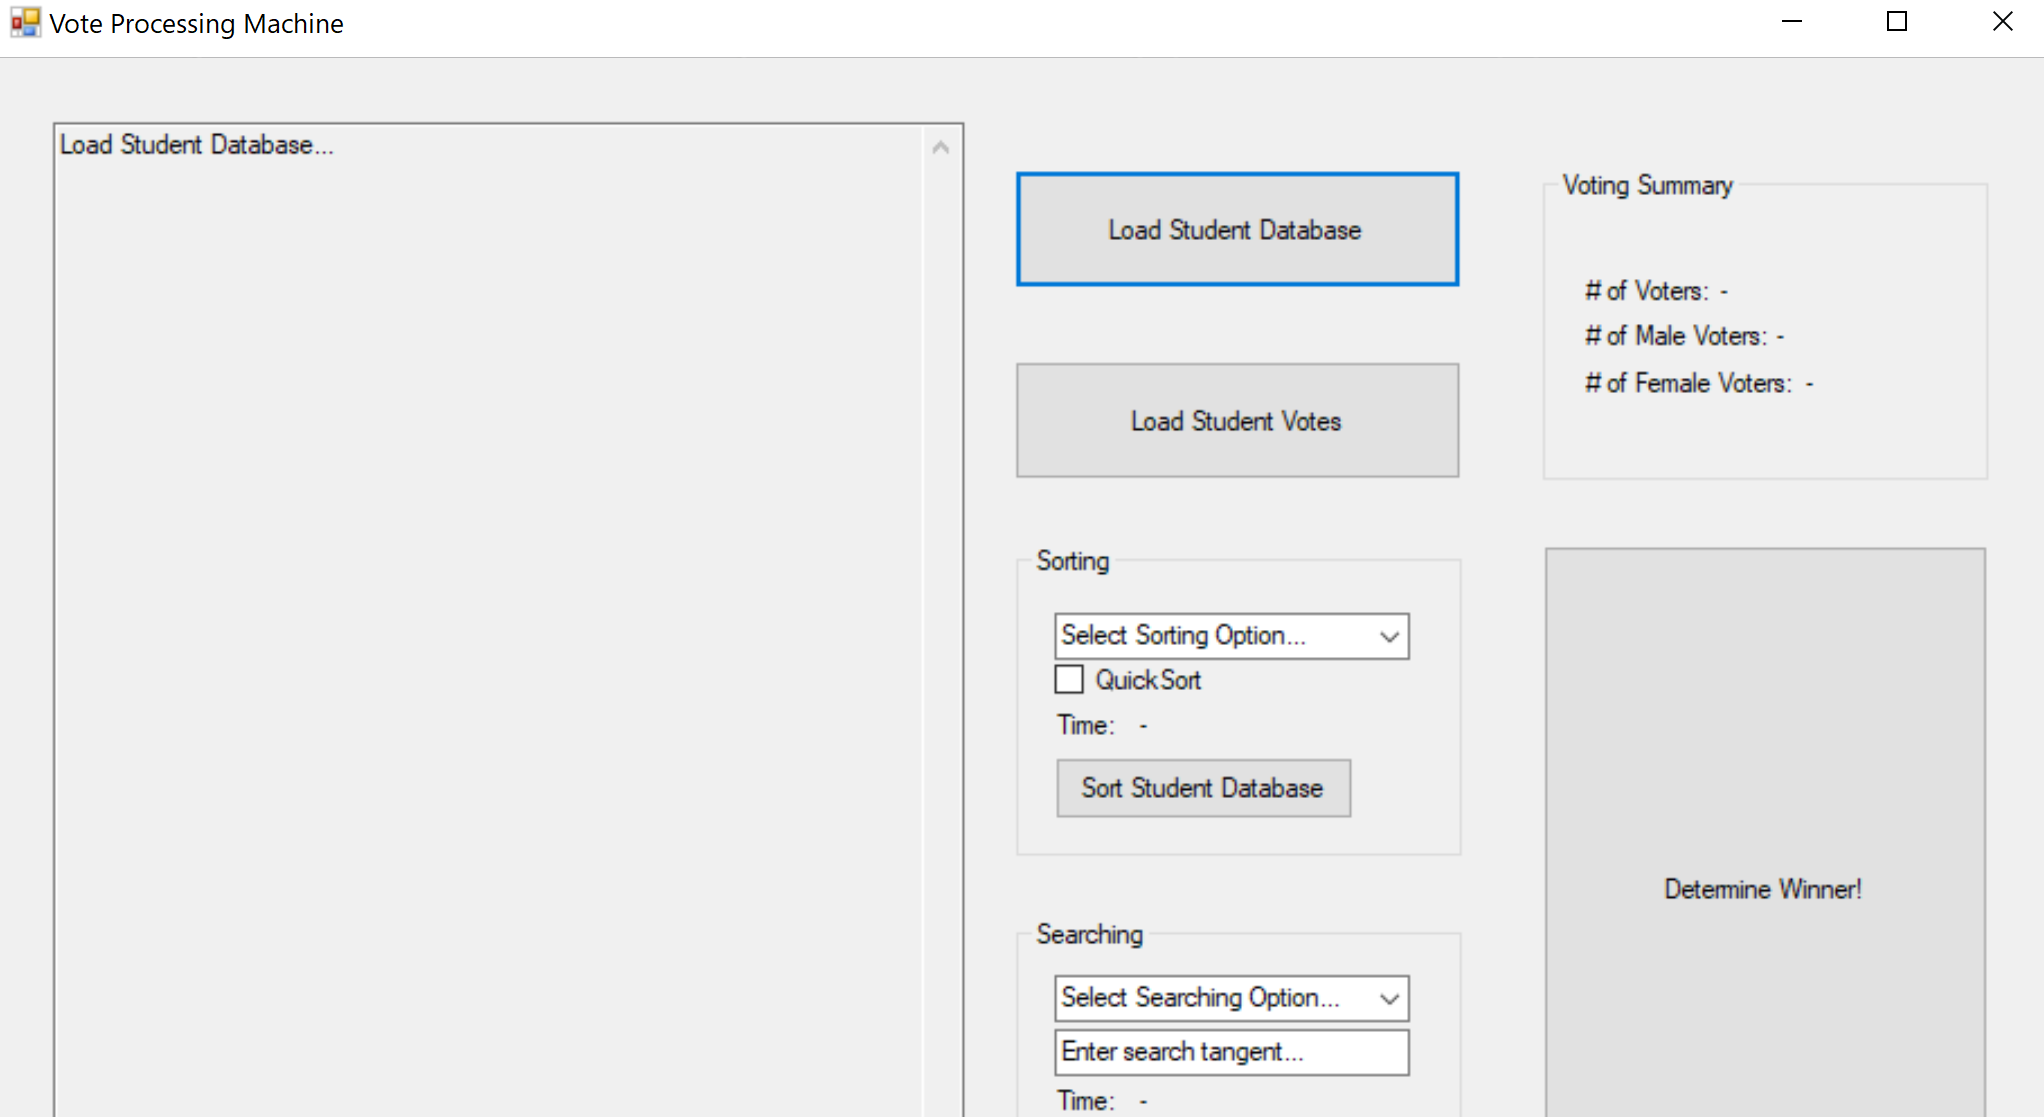 Vote Processing Machine
Load Student Database...
Load Student Database
Load Student Votes
Sorting
Select Sorting Option...
QuickSort
Time: -
Sort Student Database
Searching
Select Searching Option...
Enter search tangent...
Time: -
Voting Summary
# of Voters: -
# of Male Voters: -
# of Female Voters: -
Determine Winner!